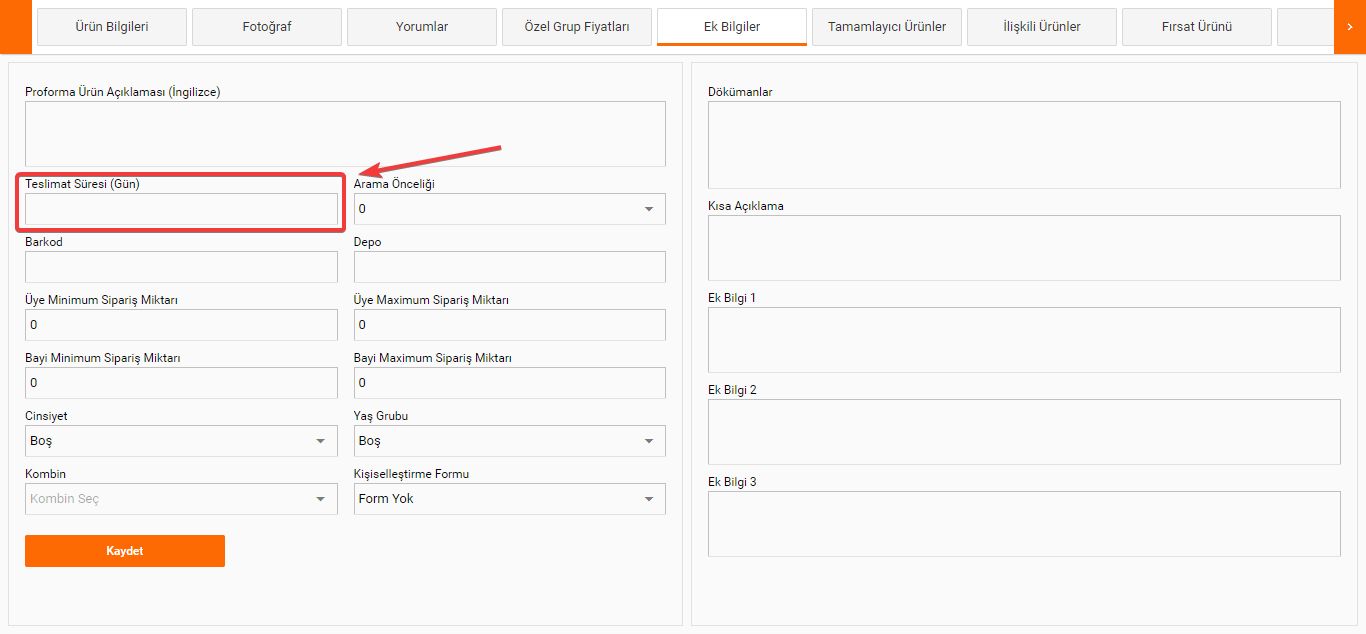 Ürün Bilgileri
Fotoğraf
Yorumlar
Özel Grup Fiyatları
Ek Bilgiler
Tamamlayıcı Ürünler
İlişkili Ürünler
Fırsat Ürünü
Proforma Ürün Açıklaması (İngilizce)
Teslimat Süresi (Gün)
Arama Önceliği
0
Barkod
Depo
Üye Minimum Sipariş Miktarı
Üye Maximum Sipariş Miktarı
0
0
Bayi Minimum Sipariş Miktarı
Bayi Maximum Sipariş Miktarı
0
0
Cinsiyet
Yaş Grubu
Boş
Boş
Kombin
Kişiselleştirme Formu
Kombin Seç
Form Yok
Kaydet
Dökümanlar
Kısa Açıklama
Ek Bilgi 1
Ek Bilgi 2
Ek Bilgi 3